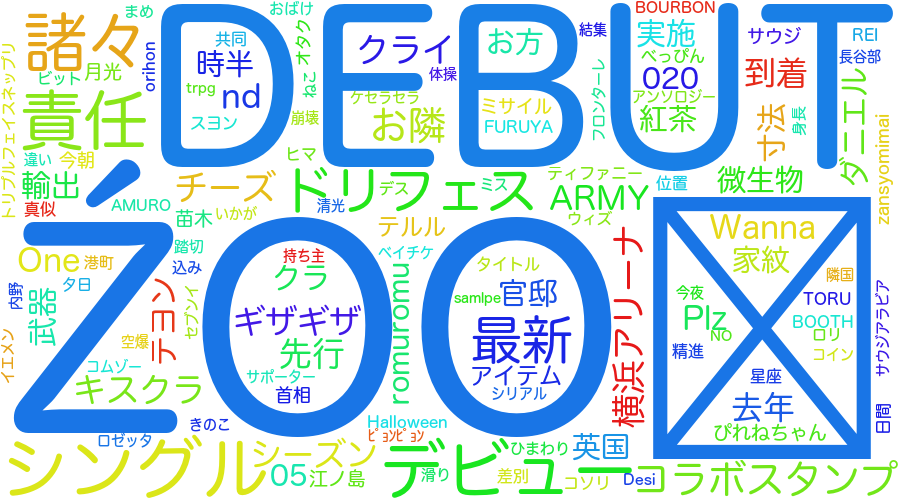 まめ
おばけ
BOURBON
諸々
orihon
共同
時半
trpg
nd
スヨン
DEBUT
オタク
ねこ
クライ
体操
ケセラセラ
お隣
崩壊
お方
ミサイル
FURUYA
結集
フロンターレ
実施
べっぴん
020
アンソロジー
紅茶
サウジ
REI
長谷部
到着
寸法
身長
ダニエル
zansyomimai
トリプルフェイスネップリ
ビット
月光
責任
違い
今朝
輸出
真似
AMURO
チーズ
苗木
いかが
ヒマ
ドリフェス
清光
デス
ミス
ティファニー
ARMY
ウィズ
位置
微生物
テルル
ベイチケ
踏切
One
港町
込み
夕日
内野
武器
イエメン
空爆
テヨン
セブンイ
コムゾー
キスクラ
ŹOO
持ち主
クラ
ギザギザ
先行
サポーター
首相
romuromu
タイトル
samlpe
官邸
最新
アイテム
シリアル
横浜アリーナ
Wanna
家紋
隣国
今夜
Plz
NO
TORU
BOOTH
ロリ
コイン
精進
星座
去年
ぴれねちゃん
サウジアラビア
日間
きのこ
ロゼッタ
Halloween
ピョンピョン
シングル
シーズン
05
江ノ島
デビュー
滑り
ひまわり
差別
英国
コソリ
Desi
コラボスタンプ